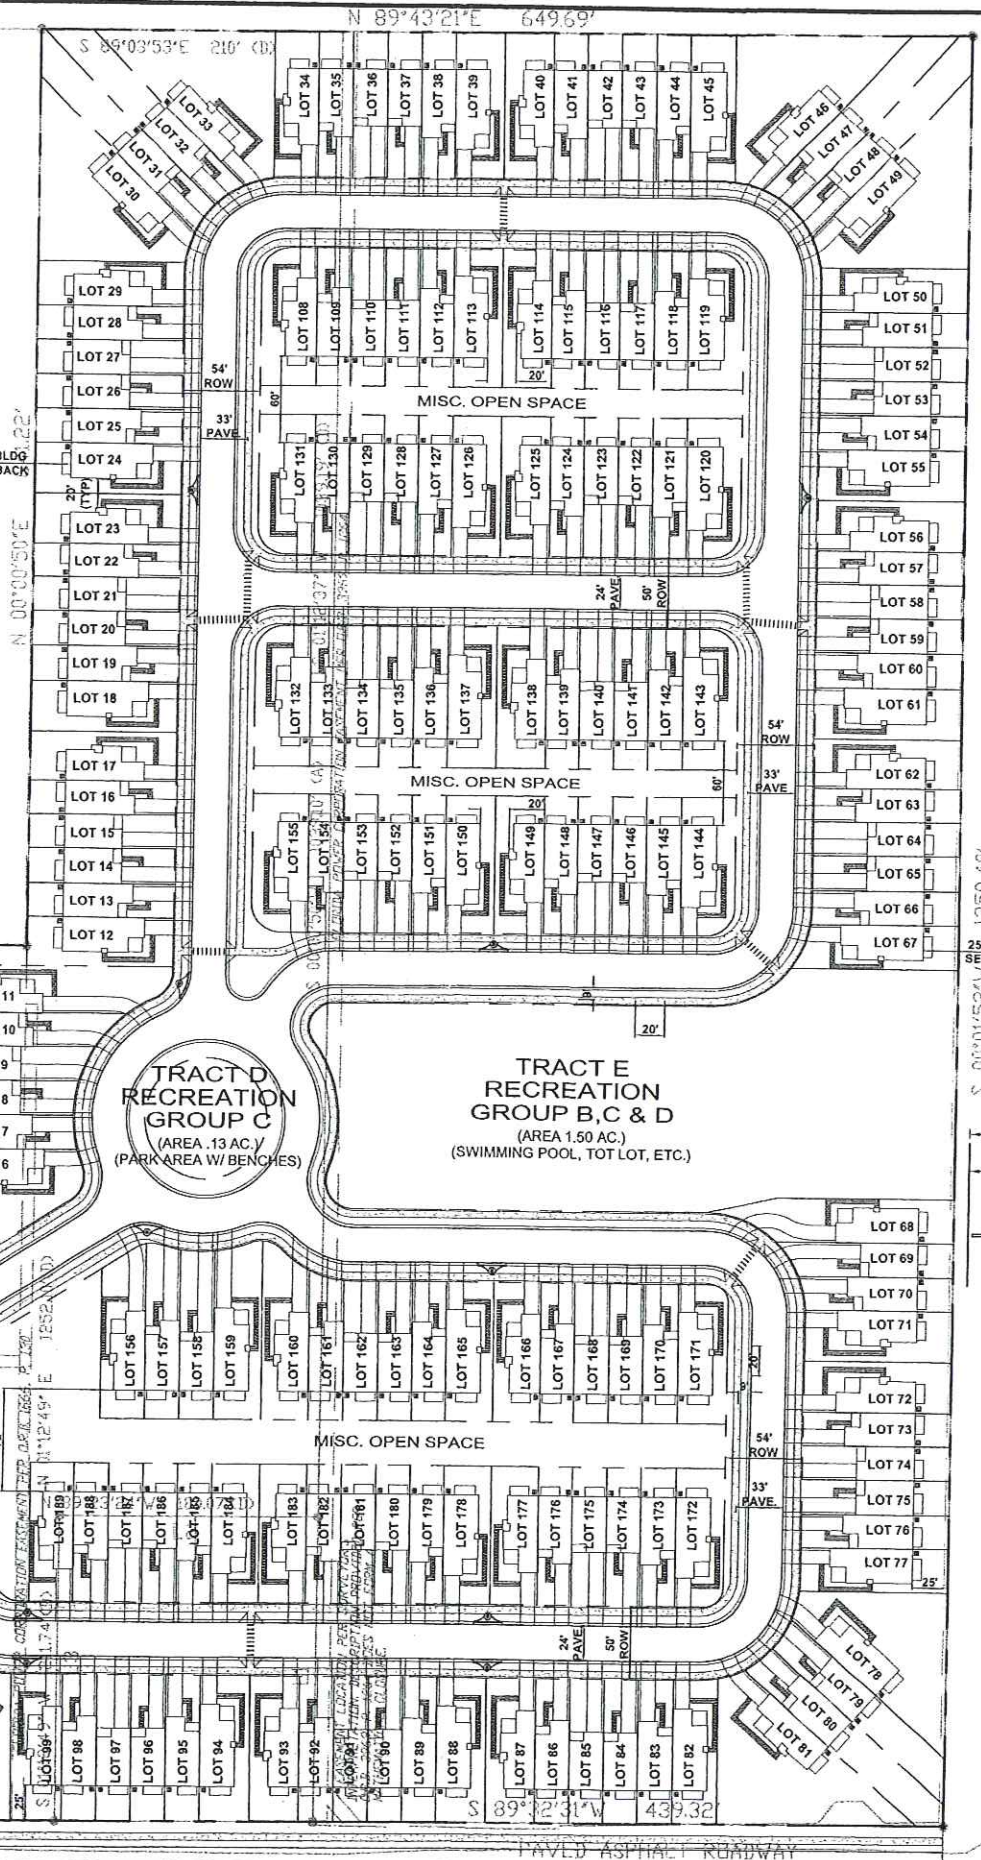 N 89°43'21"E 649.69'
S 89°03'53"E 210' (D)
LOT 34
LOT 35
LOT 36
LOT 37
LOT 38
LOT 39
LOT 40
LOT 41
LOT 42
LOT 43
LOT 44
LOT 45
LOT 33
LOT 32
LOT 31
LOT 30
LOT 46
LOT 47
LOT 48
LOT 49
LOT 29
LOT 28
LOT 27
LOT 26
LOT 25
LOT 24
LOT 50
LOT 51
LOT 52
LOT 53
LOT 54
LOT 55
LOT 108
LOT 109
LOT 110
LOT 111
LOT 112
LOT 113
LOT 114
LOT 115
LOT 116
LOT 117
LOT 118
LOT 119
54'
ROW
33'
PAVE.
60'
20'
MISC. OPEN SPACE
LOT 131
LOT 130
LOT 129
LOT 128
LOT 127
LOT 126
LOT 125
LOT 124
LOT 123
LOT 122
LOT 121
LOT 120
BLDG
BACK
20'
(TYP)
N 00°00'50"E
LOT 23
LOT 22
LOT 21
LOT 20
LOT 19
LOT 18
LOT 56
LOT 57
LOT 58
LOT 59
LOT 60
LOT 61
24'
PAVE.
50'
ROW
LOT 132
LOT 133
LOT 134
LOT 135
LOT 136
LOT 137
LOT 138
LOT 139
LOT 140
LOT 141
LOT 142
LOT 143
54'
ROW
33'
PAVE.
60'
MISC. OPEN SPACE
20'
LOT 17
LOT 16
LOT 15
LOT 14
LOT 13
LOT 12
LOT 62
LOT 63
LOT 64
LOT 65
LOT 66
LOT 67
LOT 155
LOT 154
LOT 153
LOT 152
LOT 151
LOT 150
LOT 149
LOT 148
LOT 147
LOT 146
LOT 145
LOT 144
25
SE
11
10
9
8
7
6
20'
TRACT D
RECREATION
GROUP C
(AREA .13 AC.)
(PARK AREA W/ BENCHES)
TRACT E
RECREATION
GROUP B,C & D
(AREA 1.50 AC.)
(SWIMMING POOL, TOT LOT, ETC.)
LOT 68
LOT 69
LOT 70
LOT 71
LOT 156
LOT 157
LOT 158
LOT 159
LOT 160
LOT 161
LOT 162
LOT 163
LOT 164
LOT 165
LOT 166
LOT 167
LOT 168
LOT 169
LOT 170
LOT 171
20'
LOT 72
LOT 73
LOT 74
LOT 75
LOT 76
LOT 77
MISC. OPEN SPACE
54'
ROW
33'
PAVE.
25'
LOT 189
LOT 188
LOT 187
LOT 186
LOT 185
LOT 184
LOT 183
LOT 182
LOT 181
LOT 180
LOT 179
LOT 178
LOT 177
LOT 176
LOT 175
LOT 174
LOT 173
LOT 172
24'
PAVE.
50'
ROW
LOT 78
LOT 79
LOT 80
LOT 81
LOT 99
LOT 98
LOT 97
LOT 96
LOT 95
LOT 94
LOT 93
LOT 92
LOT 91
LOT 90
LOT 89
LOT 88
LOT 87
LOT 86
LOT 85
LOT 84
LOT 83
LOT 82
25'
S 89°32'31"W 439.32'
PAVED ASPHALT ROADWAY